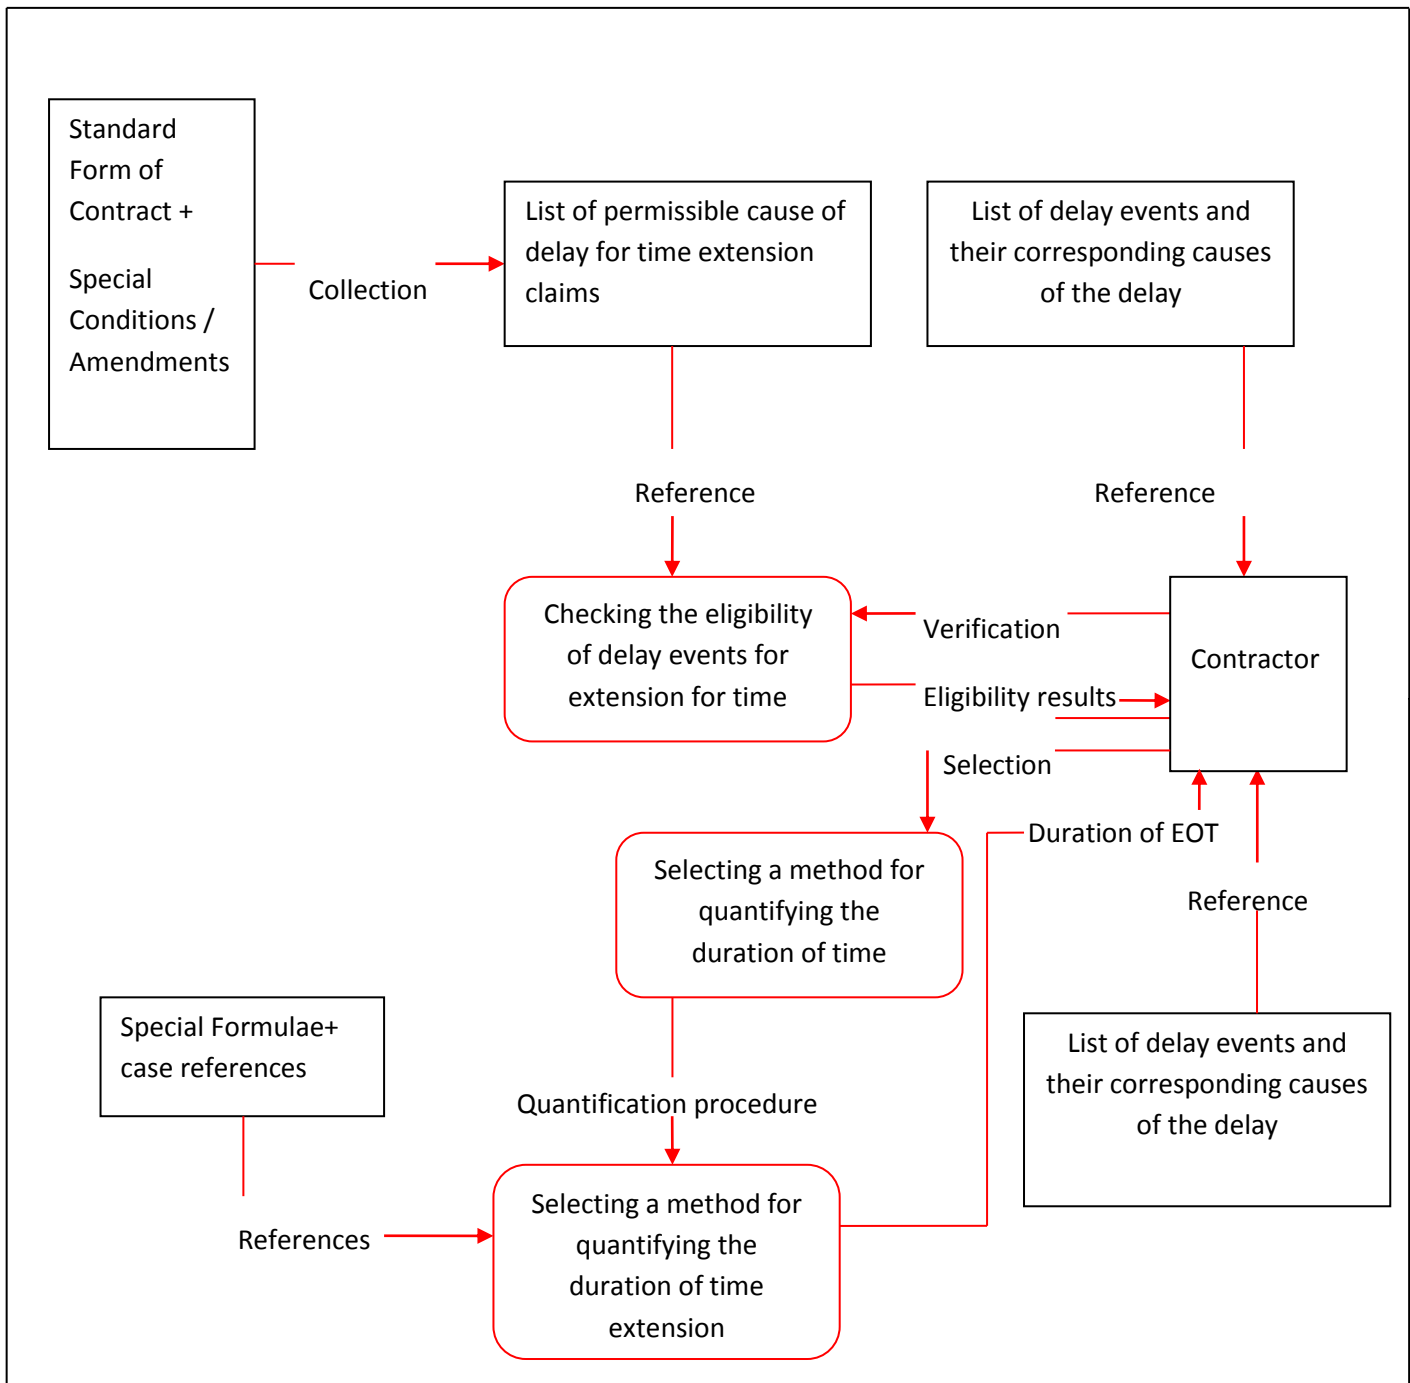 Standard
Form of
Contract +
Special
Conditions /
Amendments
Collection
List of permissible cause of
delay for time extension
claims
List of delay events and
their corresponding causes
of the delay
Reference
Reference
Checking the eligibility
of delay events for
extension for time
Verification
Eligibility results
Contractor
Selection
Duration of EOT
Selecting a method for
quantifying the
duration of time
Reference
Special Formulae+
case references
List of delay events and
their corresponding causes
of the delay
Quantification procedure
References
Selecting a method for
quantifying the
duration of time
extension